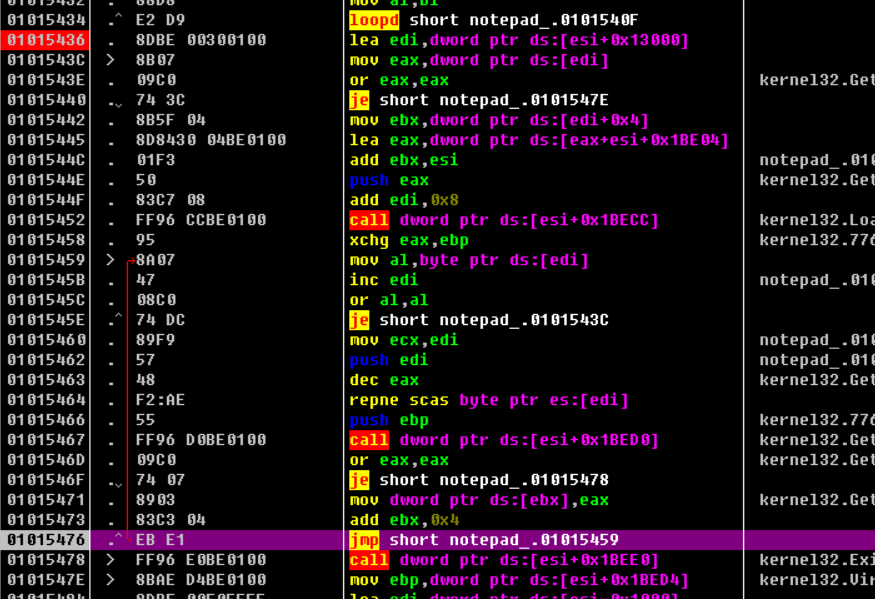 01015434 .^ E2 D9 loopd short notepad_.0101540F
01015436 . 8DBE 00300100 lea edi,dword ptr ds:[esi+0x13000]
0101543C > 8B07 mov eax,dword ptr ds:[edi]
0101543E . 09C0 or eax,eax kernel32.Get
01015440 .v 74 3C je short notepad_.0101547E
01015442 . 8B5F 04 mov ebx,dword ptr ds:[edi+0x4]
01015445 . 8D8430 04BE0100 lea eax,dword ptr ds:[eax+esi+0x1BE04]
0101544C . 01F3 add ebx,esi notepad_.010
0101544E . 50 push eax kernel32.Get
0101544F . 83C7 08 add edi,0x8
01015452 . FF96 CCBE0100 call dword ptr ds:[esi+0x1BECC] kernel32.Loa
01015458 . 95 xchg eax,ebp kernel32.776
01015459 > 8A07 mov al,byte ptr ds:[edi]
0101545B . 47 inc edi notepad_.010
0101545C . 08C0 or al,al
0101545E .^ 74 DC je short notepad_.0101543C
01015460 . 89F9 mov ecx,edi notepad_.010
01015462 . 57 push edi notepad_.010
01015463 . 48 dec eax kernel32.Get
01015464 . F2:AE repne scas byte ptr es:[edi]
01015466 . 55 push ebp kernel32.776
01015467 . FF96 D0BE0100 call dword ptr ds:[esi+0x1BED0] kernel32.Get
0101546D . 09C0 or eax,eax kernel32.Get
0101546F .v 74 07 je short notepad_.01015478
01015471 . 8903 mov dword ptr ds:[ebx],eax kernel32.Get
01015473 . 83C3 04 add ebx,0x4
01015476 .^ EB E1 jmp short notepad_.01015459
01015478 > FF96 E0BE0100 call dword ptr ds:[esi+0x1BEE0] kernel32.Exi
0101547E > 8BAE D4BE0100 mov ebp,dword ptr ds:[esi+0x1BED4] kernel32.Vir